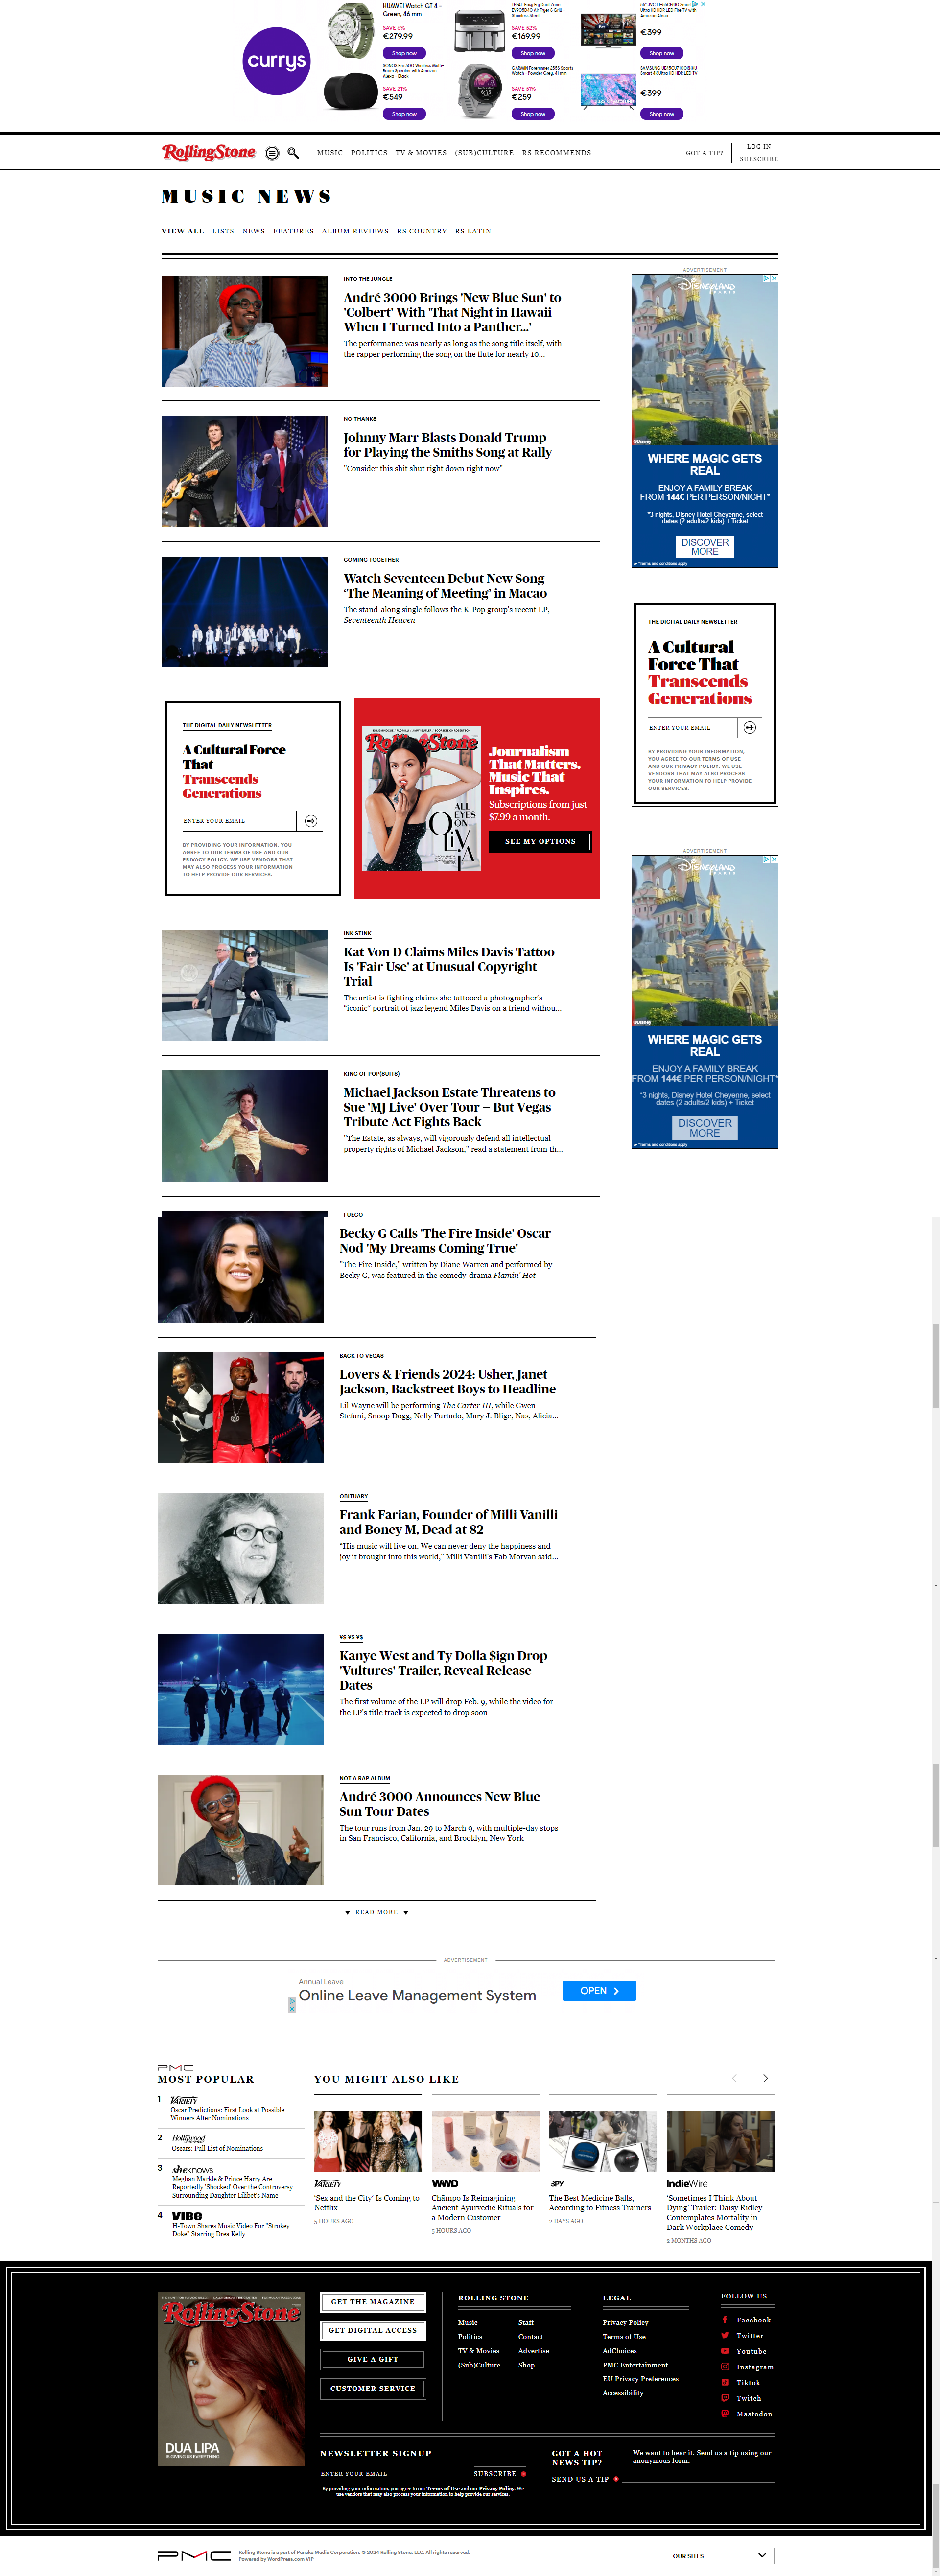 currys
HUAWEI Watch GT 4 -
Green, 46 mm
SAVE 6%
€279.99
Shop now
TEFAL Easy Fry Dual Zone
EY905D40 Air Fryer & Grill -
Stainless Steel
SAVE 52%
€169.99
Shop now
55" JVC LT-55CF810 Smart
Ultra HD HDR LED Fire TV with
Amazon Alexa
€399
Shop now
SONOS Era 300 Wireless Multi-
Room Speaker with Amazon
Alexa - Black
SAVE 21%
€549
Shop now
GARMIN Forerunner 255S Sports
Watch - Powder Grey, 41 mm
SAVE 31%
€259
Shop now
Smart 4K Ultra HD HDR LED TV
€399
Shop now
RollingStone
MUSIC POLITICS TV & MOVIES (SUB)CULTURE RS RECOMMENDS
GOT A TIP?
LOG IN
SUBSCRIBE
MUSIC NEWS
VIEW ALL LISTS NEWS FEATURES ALBUM REVIEWS RS COUNTRY RS LATIN
INTO THE JUNGLE
André 3000 Brings 'New Blue Sun' to
'Colbert' With 'That Night in Hawaii
When I Turned Into a Panther...'
The performance was nearly as long as the song title itself, with
the rapper performing the song on the flute for nearly 10...
NO THANKS
Johnny Marr Blasts Donald Trump
for Playing the Smiths Song at Rally
"Consider this shit shut right down right now"
COMING TOGETHER
Watch Seventeen Debut New Song
‘The Meaning of Meeting’ in Macao
The stand-along single follows the K-Pop group's recent LP,
Seventeenth Heaven
ADVERTISEMENT
Disneyland
PARIS
©Disney
WHERE MAGIC GETS
REAL
ENJOY A FAMILY BREAK
FROM 144€ PER PERSON/NIGHT*
*3 nights, Disney Hotel Cheyenne, select
dates (2 adults/2 kids) + Ticket
DISCOVER
MORE
*Terms and conditions apply
THE DIGITAL DAILY NEWSLETTER
A Cultural
Force That
Transcends
Generations
ENTER YOUR EMAIL
BY PROVIDING YOUR INFORMATION,
YOU AGREE TO OUR TERMS OF USE
AND OUR PRIVACY POLICY. WE USE
VENDORS THAT MAY ALSO PROCESS
YOUR INFORMATION TO HELP PROVIDE
OUR SERVICES.
THE DIGITAL DAILY NEWSLETTER
A Cultural Force
That
Transcends
Generations
ENTER YOUR EMAIL
BY PROVIDING YOUR INFORMATION, YOU
AGREE TO OUR TERMS OF USE AND OUR
PRIVACY POLICY. WE USE VENDORS THAT
MAY ALSO PROCESS YOUR INFORMATION
TO HELP PROVIDE OUR SERVICES.
RollingStone
ALL
EYES
ON
OLIVIA
Journalism
That Matters.
Music That
Inspires.
Subscriptions from just
$7.99 a month.
SEE MY OPTIONS
ADVERTISEMENT
Disneyland
PARIS
©Disney
WHERE MAGIC GETS
REAL
ENJOY A FAMILY BREAK
FROM 144€ PER PERSON/NIGHT*
*3 nights, Disney Hotel Cheyenne, select
dates (2 adults/2 kids) + Ticket
DISCOVER
MORE
*Terms and conditions apply
INK STINK
Kat Von D Claims Miles Davis Tattoo
Is 'Fair Use' at Unusual Copyright
Trial
The artist is fighting claims she tattooed a photographer's
“iconic” portrait of jazz legend Miles Davis on a friend withou...
KING OF POP(SUITS)
Michael Jackson Estate Threatens to
Sue 'MJ Live' Over Tour – But Vegas
Tribute Act Fights Back
"The Estate, as always, will vigorously defend all intellectual
property rights of Michael Jackson," read a statement from th...
FUEGO
Becky G Calls 'The Fire Inside' Oscar
Nod 'My Dreams Coming True'
"The Fire Inside," written by Diane Warren and performed by
Becky G, was featured in the comedy-drama Flamin' Hot
BACK TO VEGAS
Lovers & Friends 2024: Usher, Janet
Jackson, Backstreet Boys to Headline
Lil Wayne will be performing The Carter III, while Gwen
Stefani, Snoop Dogg, Nelly Furtado, Mary J. Blige, Nas, Alicia...
OBITUARY
Frank Farian, Founder of Milli Vanilli
and Boney M, Dead at 82
“His music will live on. We can never deny the happiness and
joy it brought into this world,” Milli Vanilli's Fab Morvan said...
¥$ ¥$ ¥$
Kanye West and Ty Dolla $ign Drop
'Vultures' Trailer, Reveal Release
Dates
The first volume of the LP will drop Feb. 9, while the video for
the LP's title track is expected to drop soon
NOT A RAP ALBUM
André 3000 Announces New Blue
Sun Tour Dates
The tour runs from Jan. 29 to March 9, with multiple-day stops
in San Francisco, California, and Brooklyn, New York
READ MORE
ADVERTISEMENT
Annual Leave
Online Leave Management System
OPEN
PMC
MOST POPULAR
1 VARIETY
Oscar Predictions: First Look at Possible
Winners After Nominations
2 Hollywood
Oscars: Full List of Nominations
3 sheknows
Meghan Markle & Prince Harry Are
Reportedly 'Shocked' Over the Controversy
Surrounding Daughter Lilibet's Name
4 VIBE
H-Town Shares Music Video For "Strokey
Doke" Starring Drea Kelly
YOU MIGHT ALSO LIKE
VARIETY
'Sex and the City' Is Coming to
Netflix
5 HOURS AGO
WWD
Chāmpo Is Reimagining
Ancient Ayurvedic Rituals for
a Modern Customer
5 HOURS AGO
SPY
The Best Medicine Balls,
According to Fitness Trainers
2 DAYS AGO
IndieWire
'Sometimes I Think About
Dying' Trailer: Daisy Ridley
Contemplates Mortality in
Dark Workplace Comedy
2 MONTHS AGO
RollingStone
DUA LIPA
IS GIVING US EVERYTHING
GET THE MAGAZINE
GET DIGITAL ACCESS
GIVE A GIFT
CUSTOMER SERVICE
ROLLING STONE
Music
Politics
TV & Movies
(Sub)Culture
Staff
Contact
Advertise
Shop
LEGAL
Privacy Policy
Terms of Use
AdChoices
PMC Entertainment
EU Privacy Preferences
Accessibility
FOLLOW US
Facebook
Twitter
Youtube
Instagram
Tiktok
Twitch
Mastodon
NEWSLETTER SIGNUP
ENTER YOUR EMAIL
SUBSCRIBE
By providing your information, you agree to our Terms of Use and our Privacy Policy. We
use vendors that may also process your information to help provide our services.
GOT A HOT
NEWS TIP?
We want to hear it. Send us a tip using our
anonymous form.
SEND US A TIP
PMC
Rolling Stone is a part of Penske Media Corporation. © 2024 Rolling Stone, LLC. All rights reserved.
Powered by WordPress.com VIP
OUR SITES